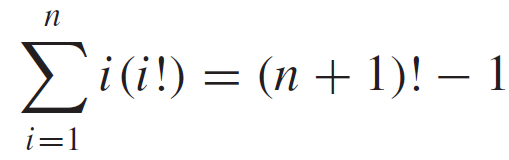 n
∑ i(i!) = (n + 1)! − 1
i=1